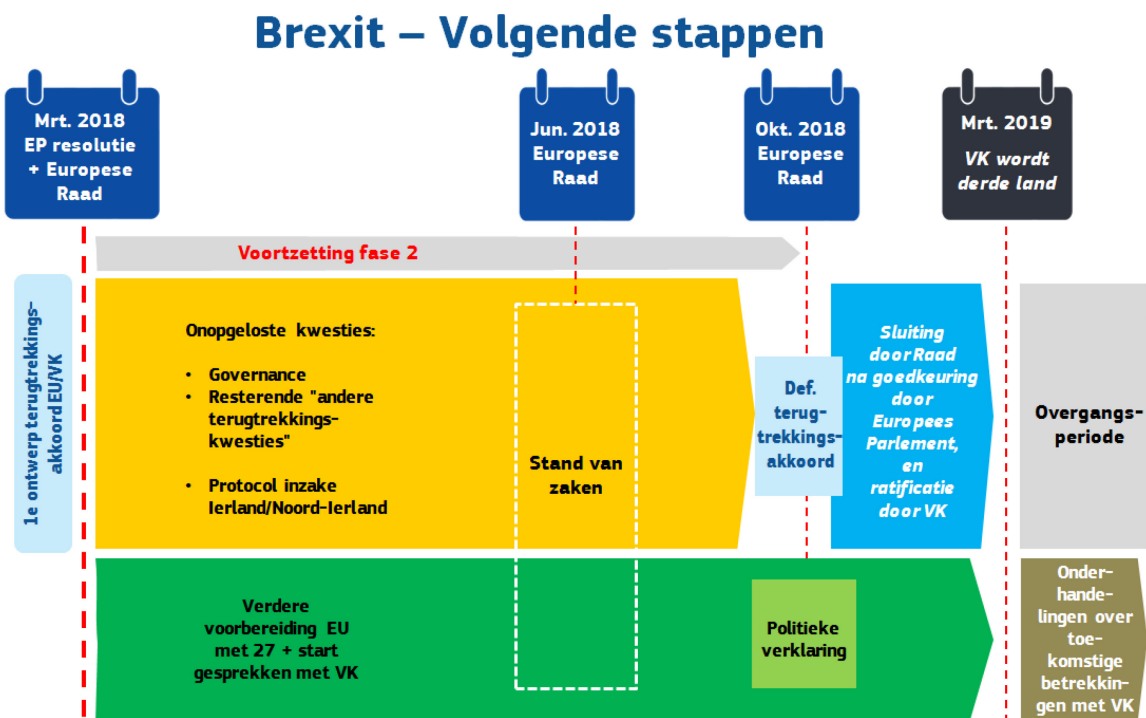 Brexit – Volgende stappen
Mrt. 2018
EP resolutie
+ Europese
Raad
Jun. 2018
Europese
Raad
Okt. 2018
Europese
Raad
Mrt. 2019
VK wordt
derde land
Voortzetting fase 2
1e ontwerp terugtrekkings-
akkoord EU/VK
Onopgeloste kwesties:
• Governance
• Resterende "andere
terugtrekkings-
kwesties"
• Protocol inzake
Ierland/Noord-Ierland
Stand van
zaken
Def.
terug-
trekkings-
akkoord
Sluiting
door Raad
na goedkeuring
door
Europees
Parlement,
en
ratificatie
door VK
Overgangs-
periode
Verdere
voorbereiding EU
met 27 + start
gesprekken met VK
Politieke
verklaring
Onder-
hande-
lingen over
toe-
komstige
betrekkin-
gen met VK